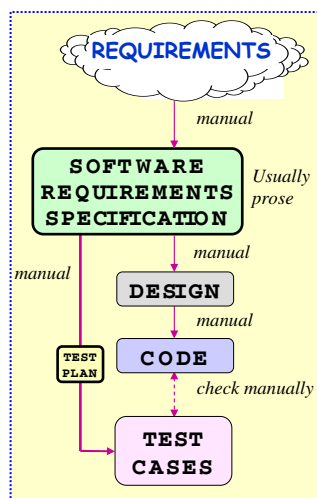 REQUIREMENTS
manual
SOFTWARE
REQUIREMENTS
SPECIFICATION
Usually
prose
manual
manual
DESIGN
manual
TEST
PLAN
CODE
check manually
TEST
CASES